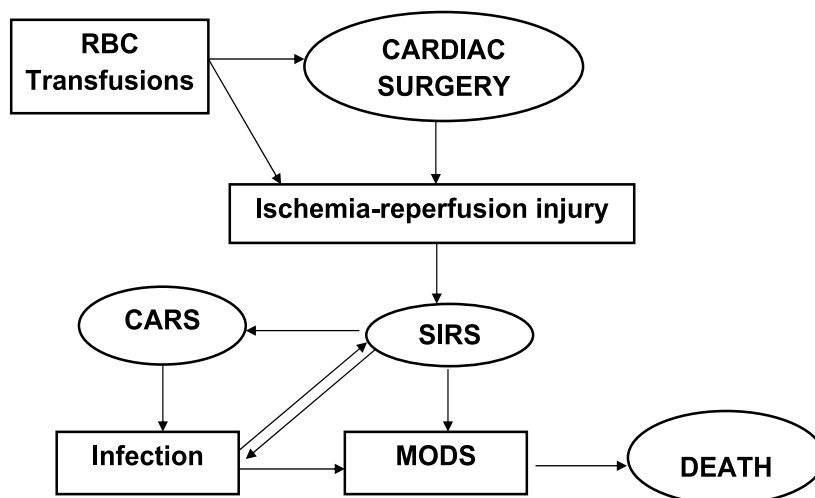 RBC
Transfusions
CARDIAC
SURGERY
Ischemia-reperfusion injury
CARS
SIRS
Infection
MODS
DEATH